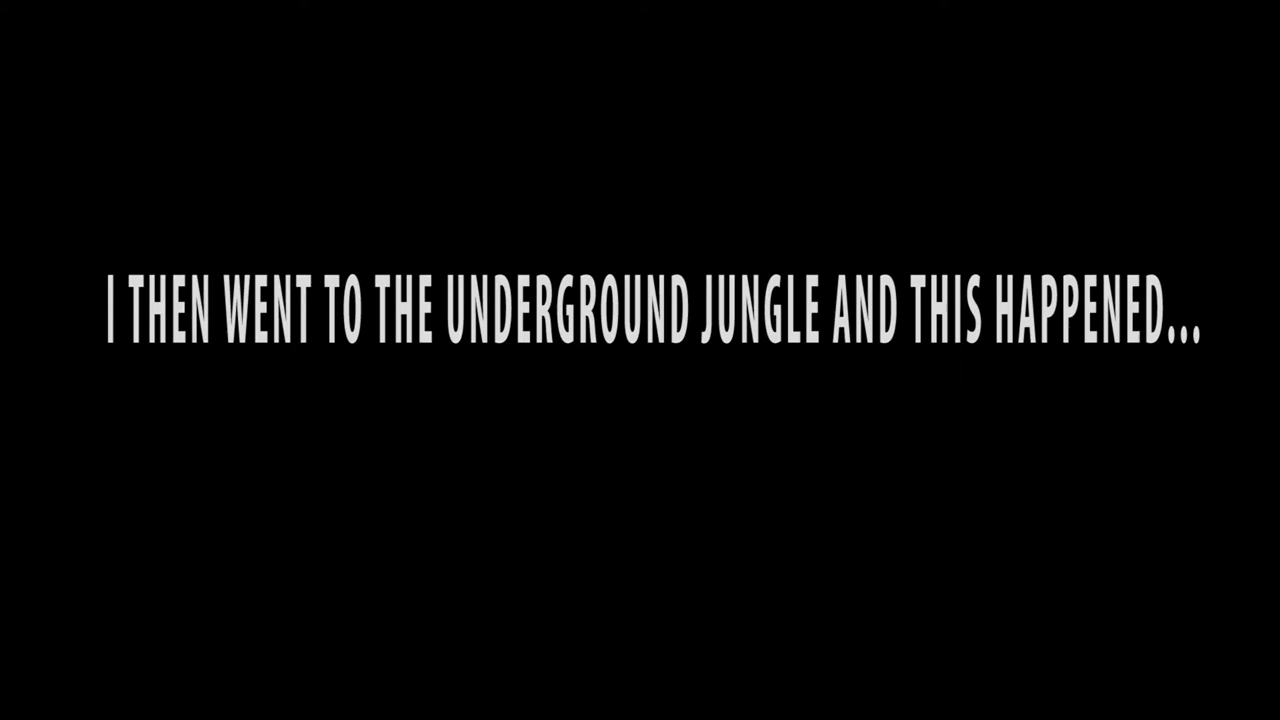 I THEN WENT TO THE UNDERGROUND JUNGLE AND THIS HAPPENED...